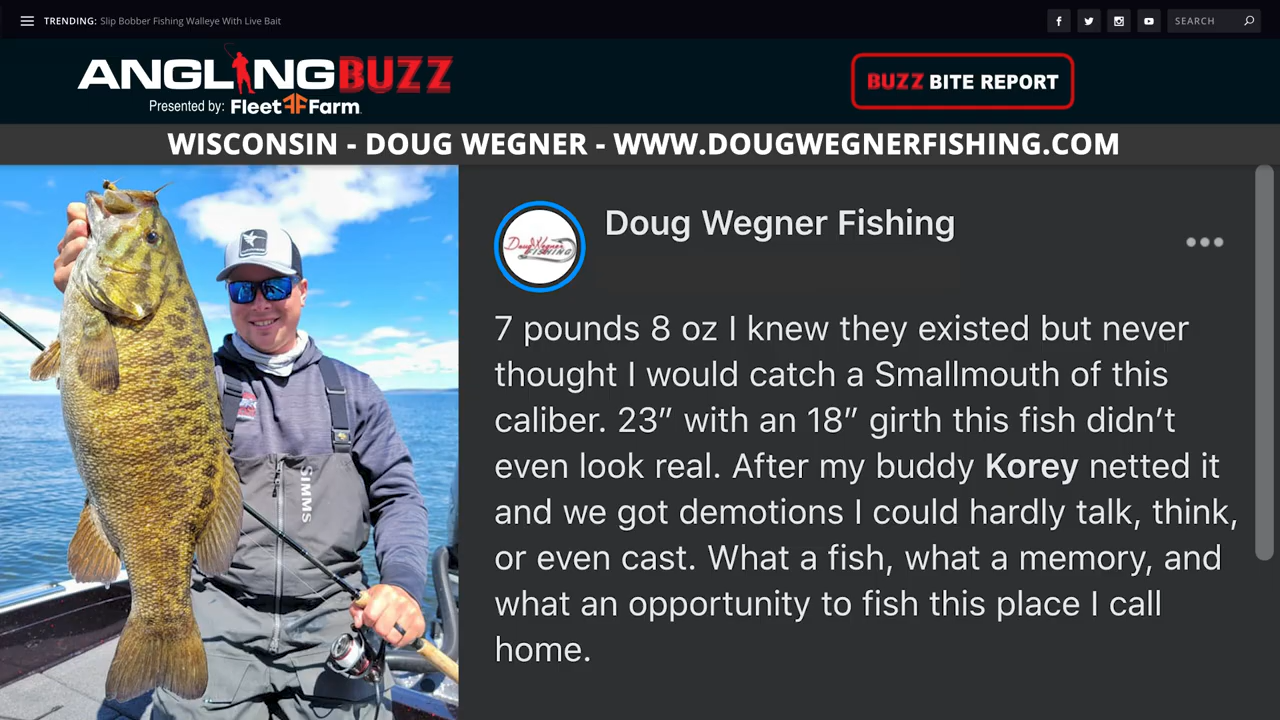 TRENDING: Slip Bobber Fishing Walleye With Live Bait
SEARCH
ANGLINGBUZZ
Presented by: Fleet Farm
BUZZ BITE REPORT
WISCONSIN - DOUG WEGNER - WWW.DOUGWEGNERFISHING.COM
Doug Wegner Fishing
Doug Wegner
FISHING
7 pounds 8 oz I knew they existed but never
thought I would catch a Smallmouth of this
caliber. 23” with an 18” girth this fish didn’t
even look real. After my buddy Korey netted it
and we got demotions I could hardly talk, think,
or even cast. What a fish, what a memory, and
what an opportunity to fish this place I call
home.
SIMMS